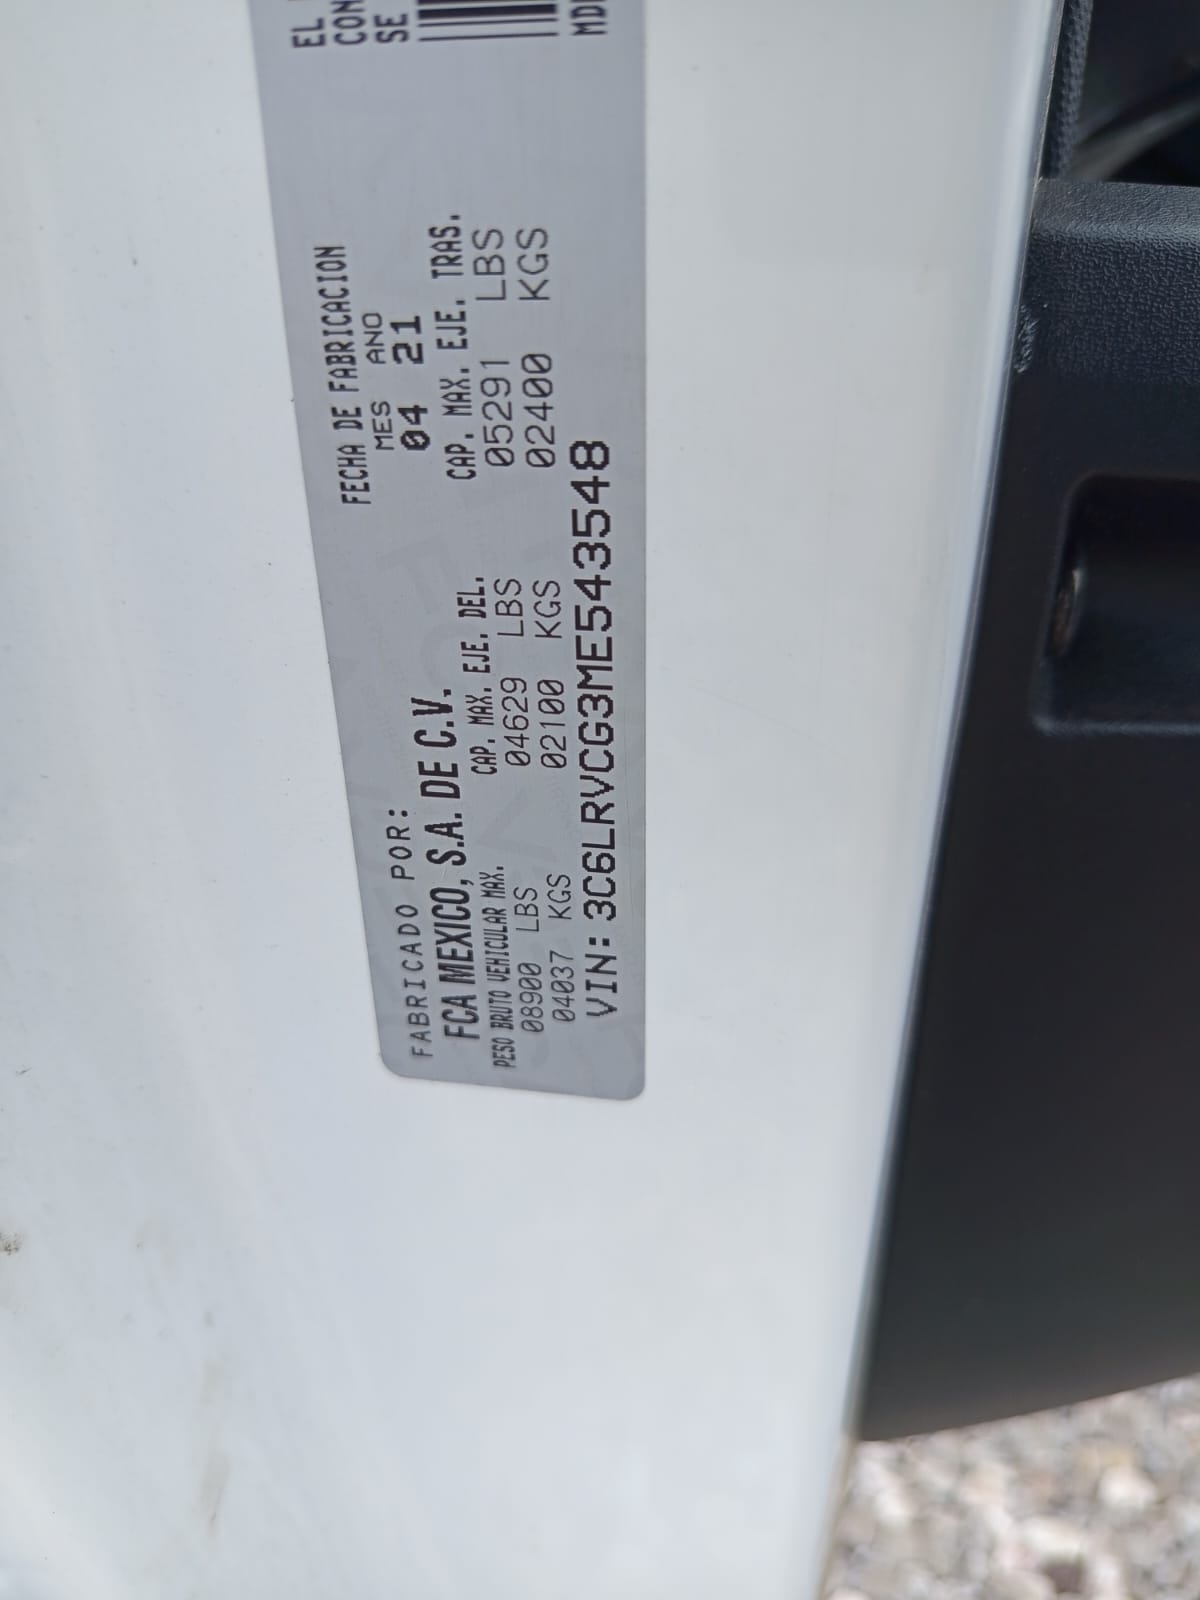 FABRICADO POR:
FCA MEXICO, S.A. DE C.V.
FECHA DE FABRICACION
MES ANO
04 21
PESO BRUTO VEHICULAR MAX.
08900 LBS
04037 KGS
CAP. MAX. EJE. DEL.
04629 LBS
02100 KGS
CAP. MAX. EJE. TRAS.
05291 LBS
02400 KGS
VIN: 3C6LRVCG3ME543548
EL
SE